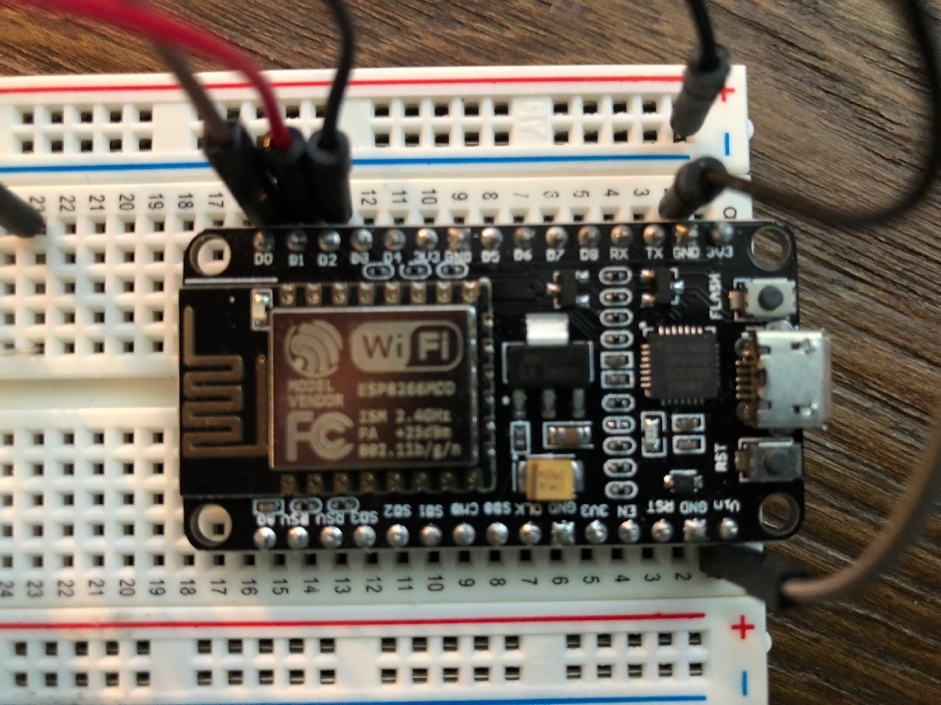 +
−
23 22 21 20 19 18 17 12 11 10 9 8 7 6 5 4 3
D0 D1 D2 D3 D4 3V3 GND D5 D6 D7 D8 RX TX GND 3V3
FLASH
WiFi
MODEL
VENDOR
ESP8266MOD
FC
ISM 2.4GHz
PA +25dBm
802.11b/g/n
RST
A0 RSV RSV SD3 SD2 SD1 CMD SD0 CLK GND 3V3 EN RST GND Vin
24 23 22 21 20 19 18 17 16 15 14 13 12 11 10 9 8 7 6 5 4 3 2
+
−